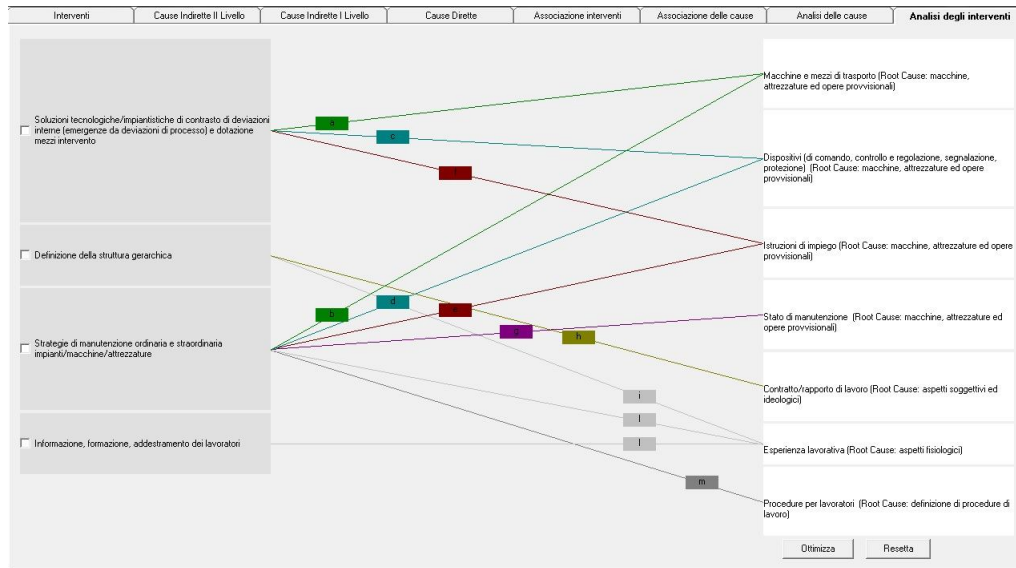 Interventi
Cause Indirette II Livello
Cause Indirette I Livello
Cause Dirette
Associazione interventi
Associazione delle cause
Analisi delle cause
Analisi degli interventi
Soluzioni tecnologiche/impiantistiche di contrasto di deviazioni
interne (emergenze da deviazioni di processo) e dotazione
mezzi intervento
Definizione della struttura gerarchica
Strategie di manutenzione ordinaria e straordinaria
impianti/macchine/attrezzature
Informazione, formazione, addestramento dei lavoratori
a
c
d
b
g
h
i
l
l
m
Macchine e mezzi di trasporto (Root Cause: macchine,
attrezzature ed opere provvisionali)
Dispositivi (di comando, controllo e regolazione, segnalazione,
protezione) (Root Cause: macchine, attrezzature ed opere
provvisionali)
Istruzioni di impiego (Root Cause: macchine, attrezzature ed opere
provvisionali)
Stato di manutenzione (Root Cause: macchine, attrezzature ed
opere provvisionali)
Contratto/rapporto di lavoro (Root Cause: aspetti soggettivi ed
ideologici)
Esperienza lavorativa (Root Cause: aspetti fisiologici)
Procedure per lavoratori (Root Cause: definizione di procedure di
lavoro)
Ottimizza
Resetta